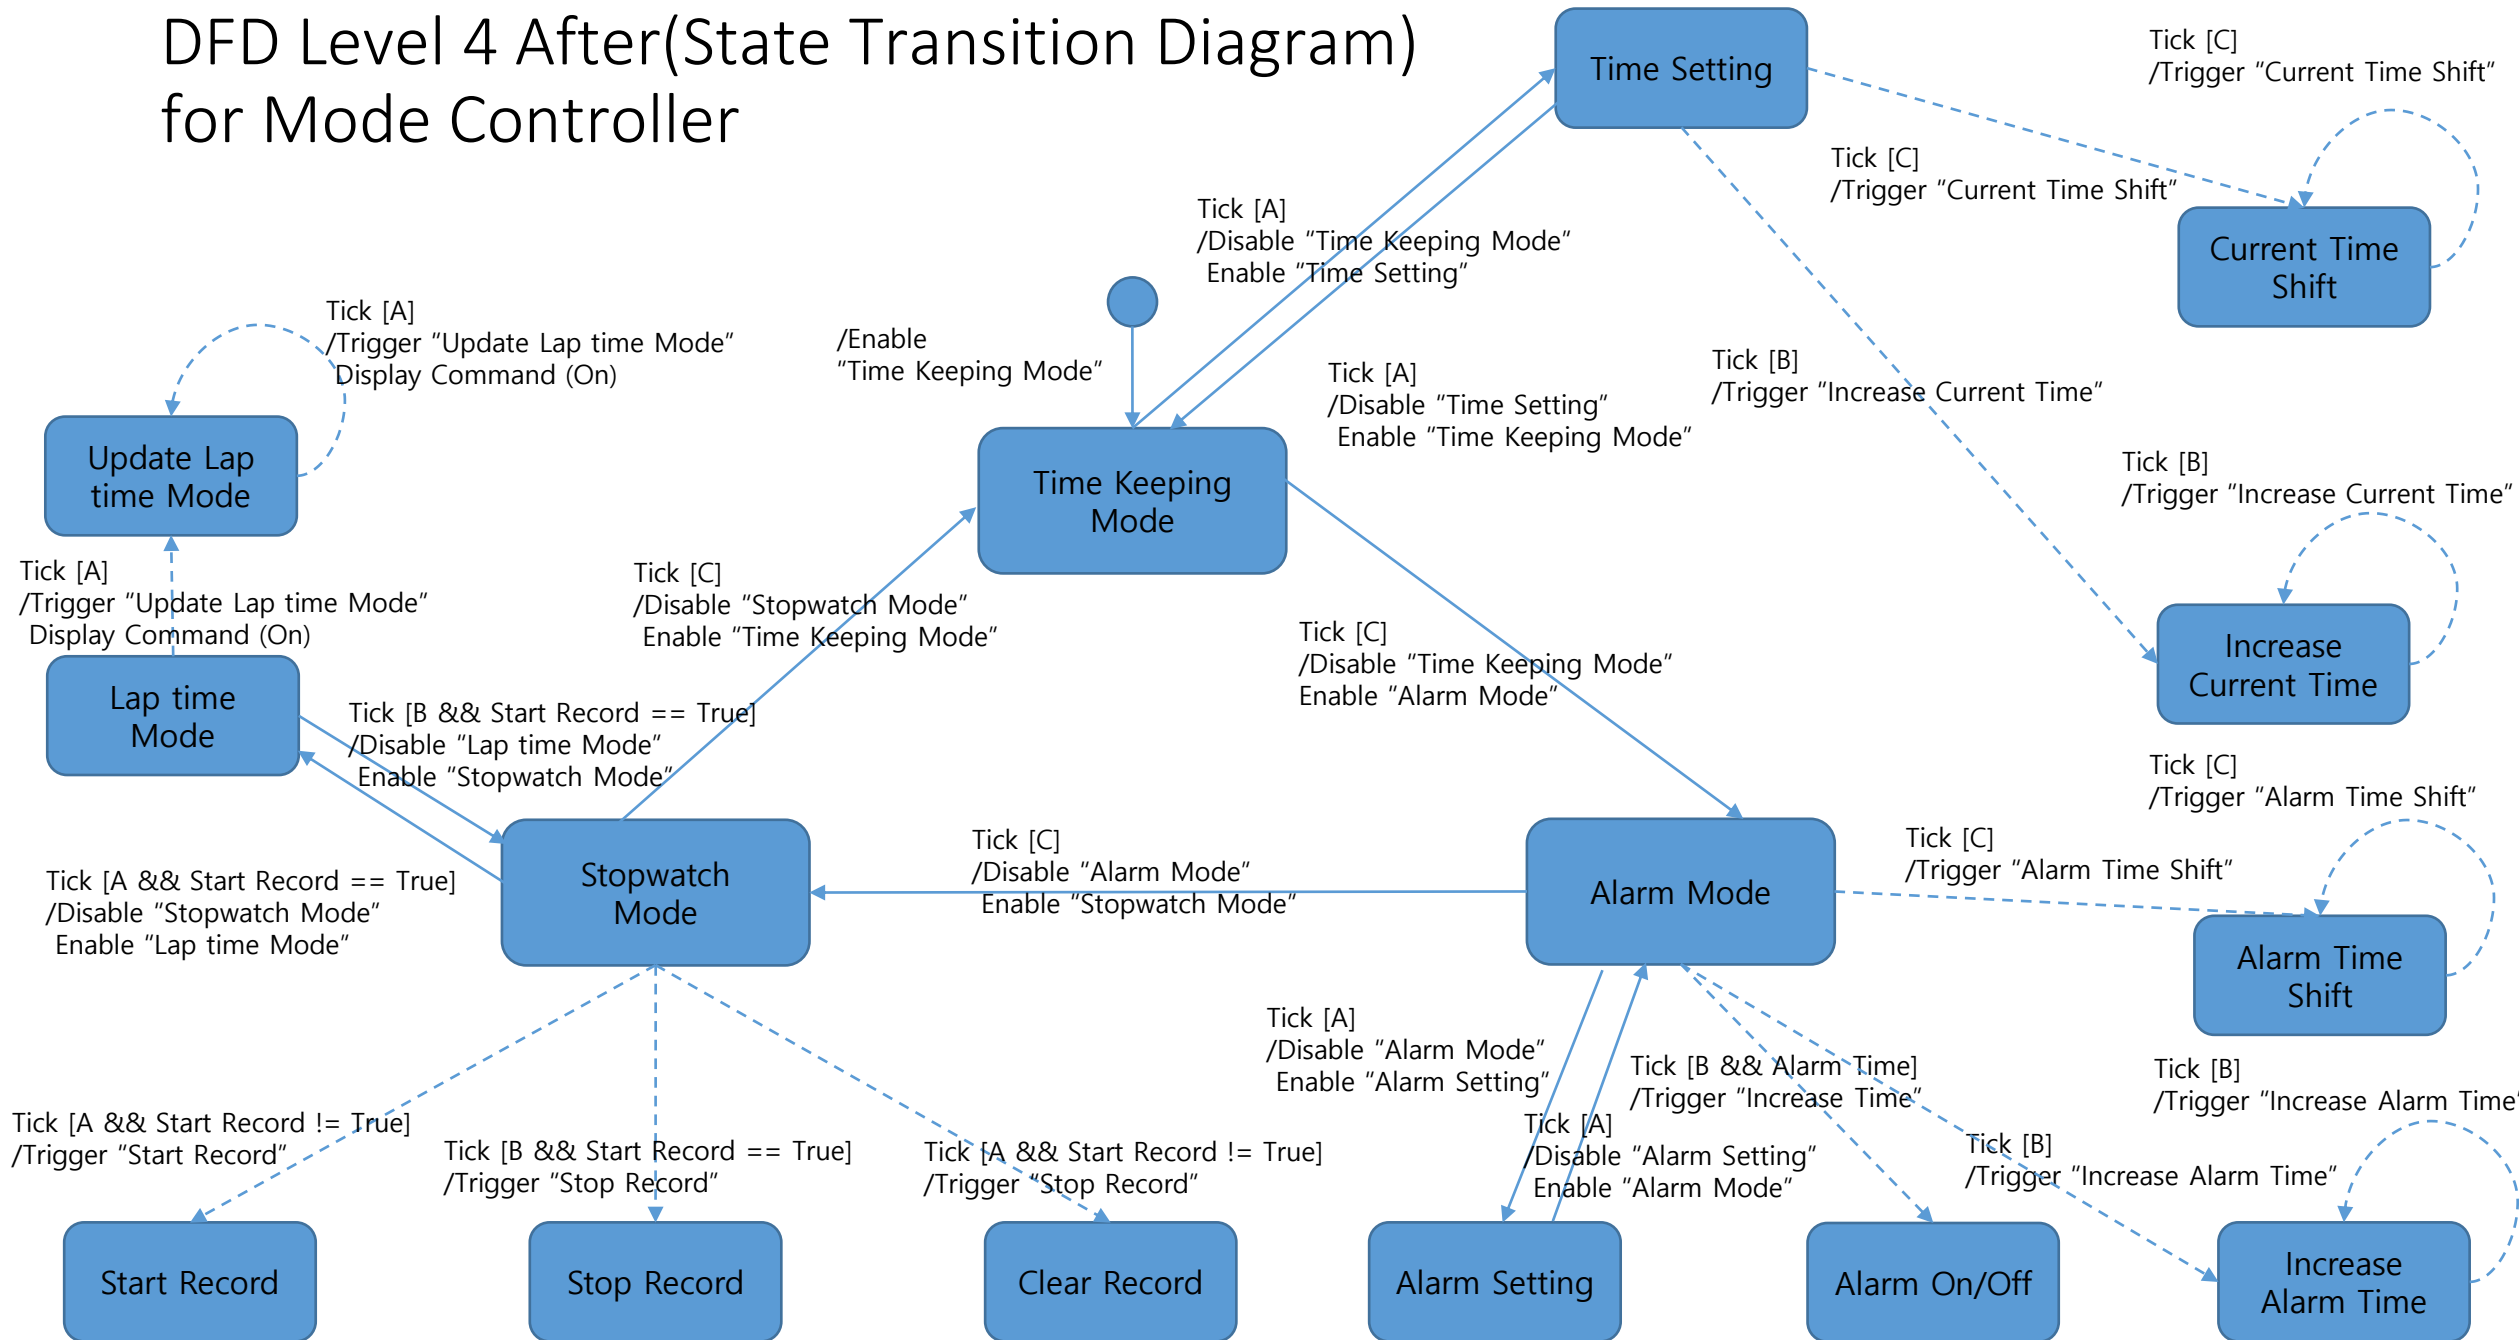 DFD Level 4 After(State Transition Diagram)
for Mode Controller
Time Setting
Tick [C]
/Trigger "Current Time Shift"
Tick [C]
/Trigger "Current Time Shift"
Current Time
Shift
Tick [A]
/Disable "Time Keeping Mode"
Enable "Time Setting"
/Enable
"Time Keeping Mode"
Tick [A]
/Disable "Time Setting"
Enable "Time Keeping Mode"
Tick [B]
/Trigger "Increase Current Time"
Tick [A]
/Trigger "Update Lap time Mode"
Display Command (On)
Update Lap
time Mode
Time Keeping
Mode
Tick [B]
/Trigger "Increase Current Time"
Increase
Current Time
Tick [A]
/Trigger "Update Lap time Mode"
Display Command (On)
Tick [C]
/Disable "Stopwatch Mode"
Enable "Time Keeping Mode"
Tick [C]
/Disable "Time Keeping Mode"
Enable "Alarm Mode"
Lap time
Mode
Tick [B && Start Record == True]
/Disable "Lap time Mode"
Enable "Stopwatch Mode"
Tick [C]
/Trigger "Alarm Time Shift"
Tick [A && Start Record == True]
/Disable "Stopwatch Mode"
Enable "Lap time Mode"
Stopwatch
Mode
Tick [C]
/Disable "Alarm Mode"
Enable "Stopwatch Mode"
Alarm Mode
Tick [C]
/Trigger "Alarm Time Shift"
Alarm Time
Shift
Tick [A]
/Disable "Alarm Mode"
Enable "Alarm Setting"
Tick [B && Alarm Time]
/Trigger "Increase Time"
Tick [B]
/Trigger "Increase Alarm Time"
Tick [A && Start Record != True]
/Trigger "Start Record"
Tick [B && Start Record == True]
/Trigger "Stop Record"
Tick [A && Start Record != True]
/Trigger "Stop Record"
Tick [A]
/Disable "Alarm Setting"
Enable "Alarm Mode"
Tick [B]
/Trigger "Increase Alarm Time"
Start Record
Stop Record
Clear Record
Alarm Setting
Alarm On/Off
Increase
Alarm Time